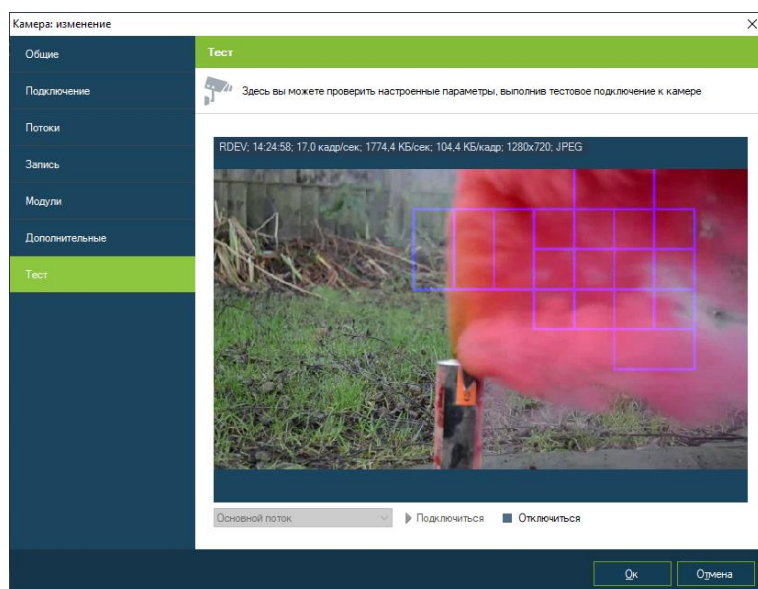 Камера: изменение
Общие
Подключение
Потоки
Запись
Модули
Дополнительные
Тест
Тест
Здесь вы можете проверить настроенные параметры, выполнив тестовое подключение к камере
RDEV; 14:24:58; 17,0 кадр/сек; 1774,4 КБ/сек; 104,4 КБ/кадр; 1280x720; JPEG
Основной поток
Подключиться
Отключиться
Ок
Отмена